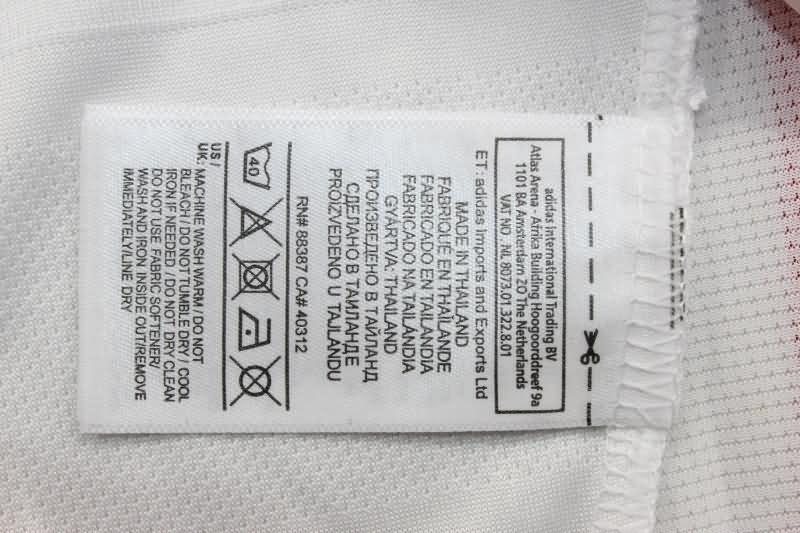 adidas International Trading BV
Atlas Arena - Afrika Building Hoogoorddreef 9a
1101 BA Amsterdam ZO The Netherlands
VAT NO.: NL 8073.01.322.8.01
ET: adidas Imports and Exports Ltd
MADE IN THAILAND
FABRIQUE EN THAÏLANDE
FABRICADO EN TAILANDIA
FABRICADO NA TAILÂNDIA
GYÁRTVA: THAILAND
ПРОИЗВЕДЕНО В ТАЙЛАНД
СДЕЛАНО В ТАИЛАНДЕ
PROIZVEDENO U TAJLANDU
RN# 88387 CA# 40312
40
US /
UK: MACHINE WASH WARM / DO NOT
BLEACH / DO NOT TUMBLE DRY / COOL
IRON IF NEEDED / DO NOT DRY CLEAN
DO NOT USE FABRIC SOFTENER/
WASH AND IRON INSIDE OUT/REMOVE
IMMEDIATELY/LINE DRY